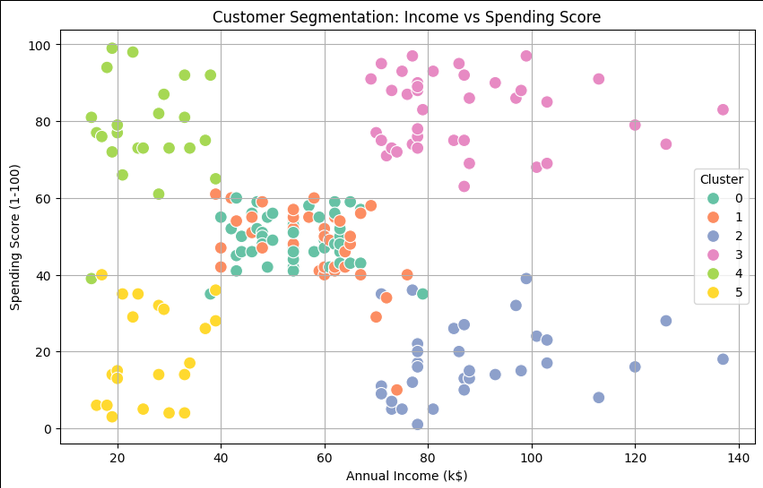 Customer Segmentation: Income vs Spending Score
Spending Score (1-100)
100
80
60
40
20
0
Cluster
0
1
2
3
4
5
20 40 60 80 100 120 140
Annual Income (k$)